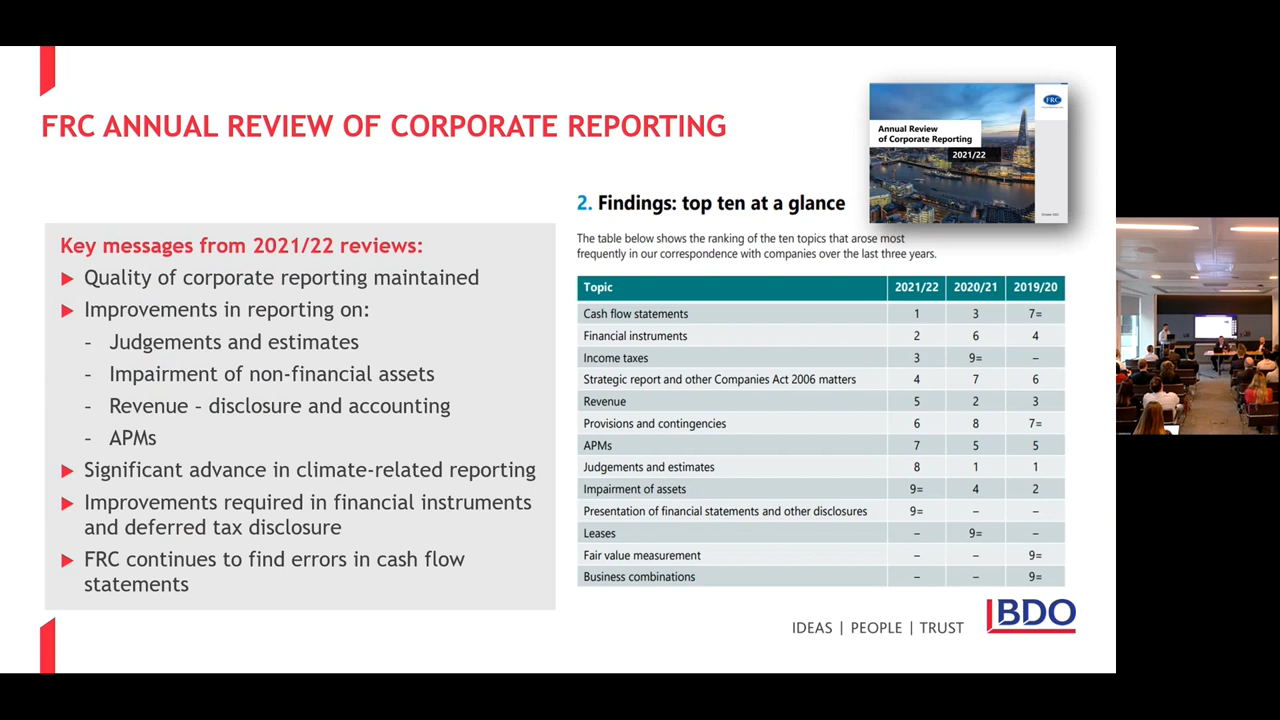 FRC ANNUAL REVIEW OF CORPORATE REPORTING
FRC
Annual Review
of Corporate Reporting
2021/22
Key messages from 2021/22 reviews:
Quality of corporate reporting maintained
Improvements in reporting on:
- Judgements and estimates
- Impairment of non-financial assets
- Revenue - disclosure and accounting
- APMs
Significant advance in climate-related reporting
Improvements required in financial instruments
and deferred tax disclosure
FRC continues to find errors in cash flow
statements
2. Findings: top ten at a glance
The table below shows the ranking of the ten topics that arose most
frequently in our correspondence with companies over the last three years.
Topic 2021/22 2020/21 2019/20
Cash flow statements 1 3 7=
Financial instruments 2 6 4
Income taxes 3 9= –
Strategic report and other Companies Act 2006 matters 4 7 6
Revenue 5 2 3
Provisions and contingencies 6 8 7=
APMs 7 5 5
Judgements and estimates 8 1 1
Impairment of assets 9= 4 2
Presentation of financial statements and other disclosures 9= – –
Leases – 9= –
Fair value measurement – – 9=
Business combinations – – 9=
IDEAS | PEOPLE | TRUST
BDO